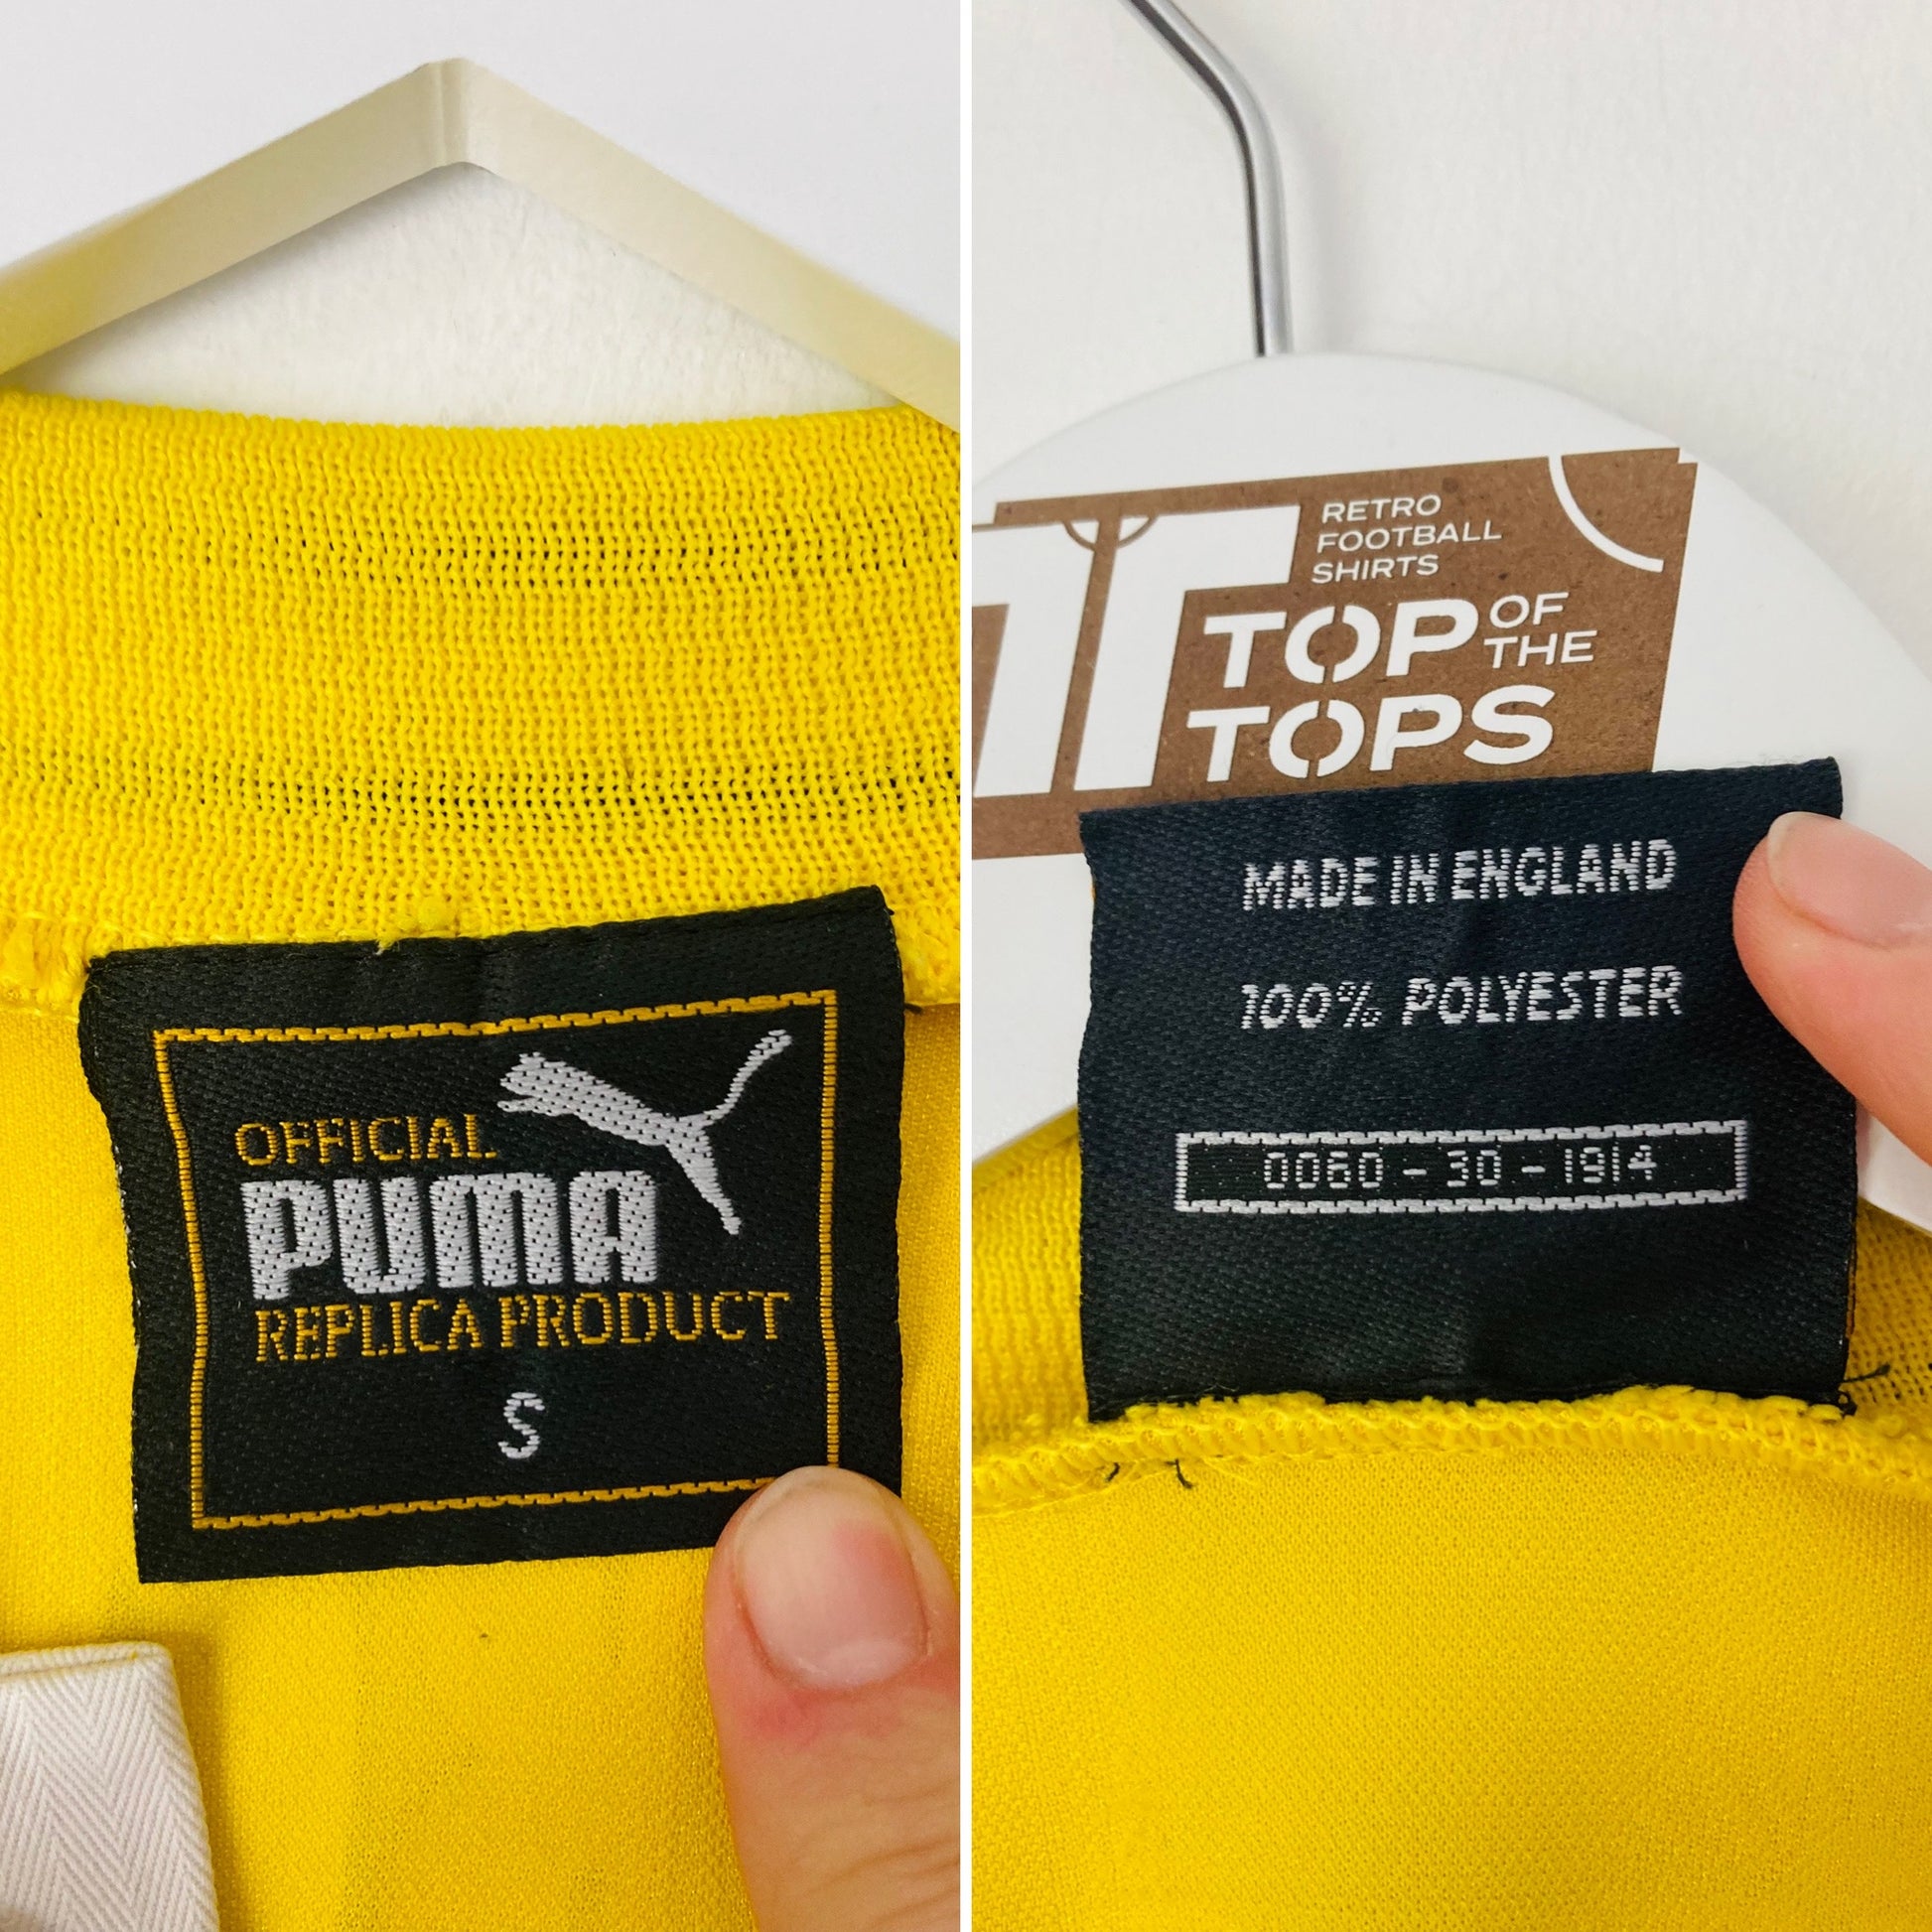 OFFICIAL
PUMA
REPLICA PRODUCT
S
RETRO
FOOTBALL
SHIRTS
TOP OF THE
TOPS
MADE IN ENGLAND
100% POLYESTER
0060 - 30 - 1914